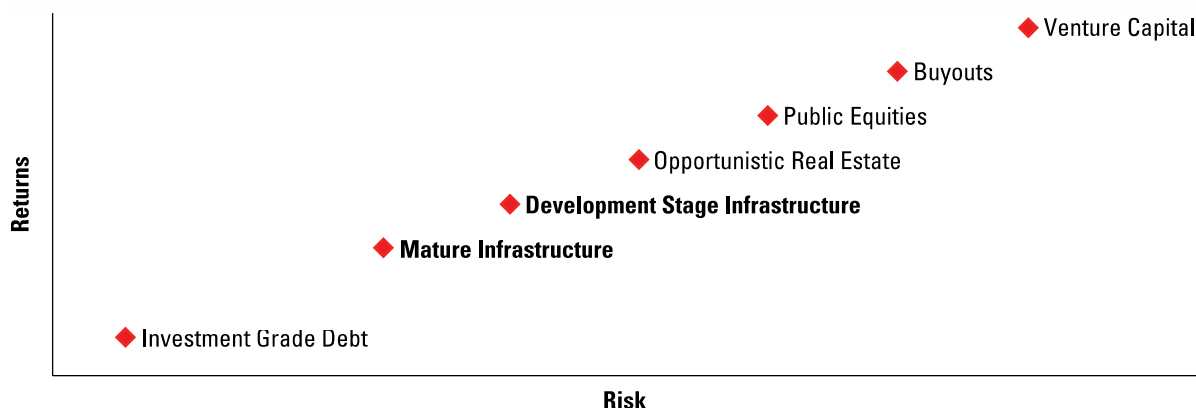 Venture Capital
Buyouts
Public Equities
Opportunistic Real Estate
Development Stage Infrastructure
Mature Infrastructure
Investment Grade Debt
Returns
Risk